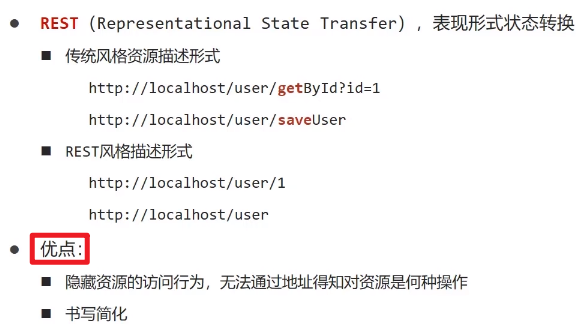 REST (Representational State Transfer) ，表现形式状态转换
传统风格资源描述形式
http://localhost/user/getById?id=1
http://localhost/user/saveUser
REST风格描述形式
http://localhost/user/1
http://localhost/user
优点：
隐藏资源的访问行为，无法通过地址得知对资源是何种操作
书写简化